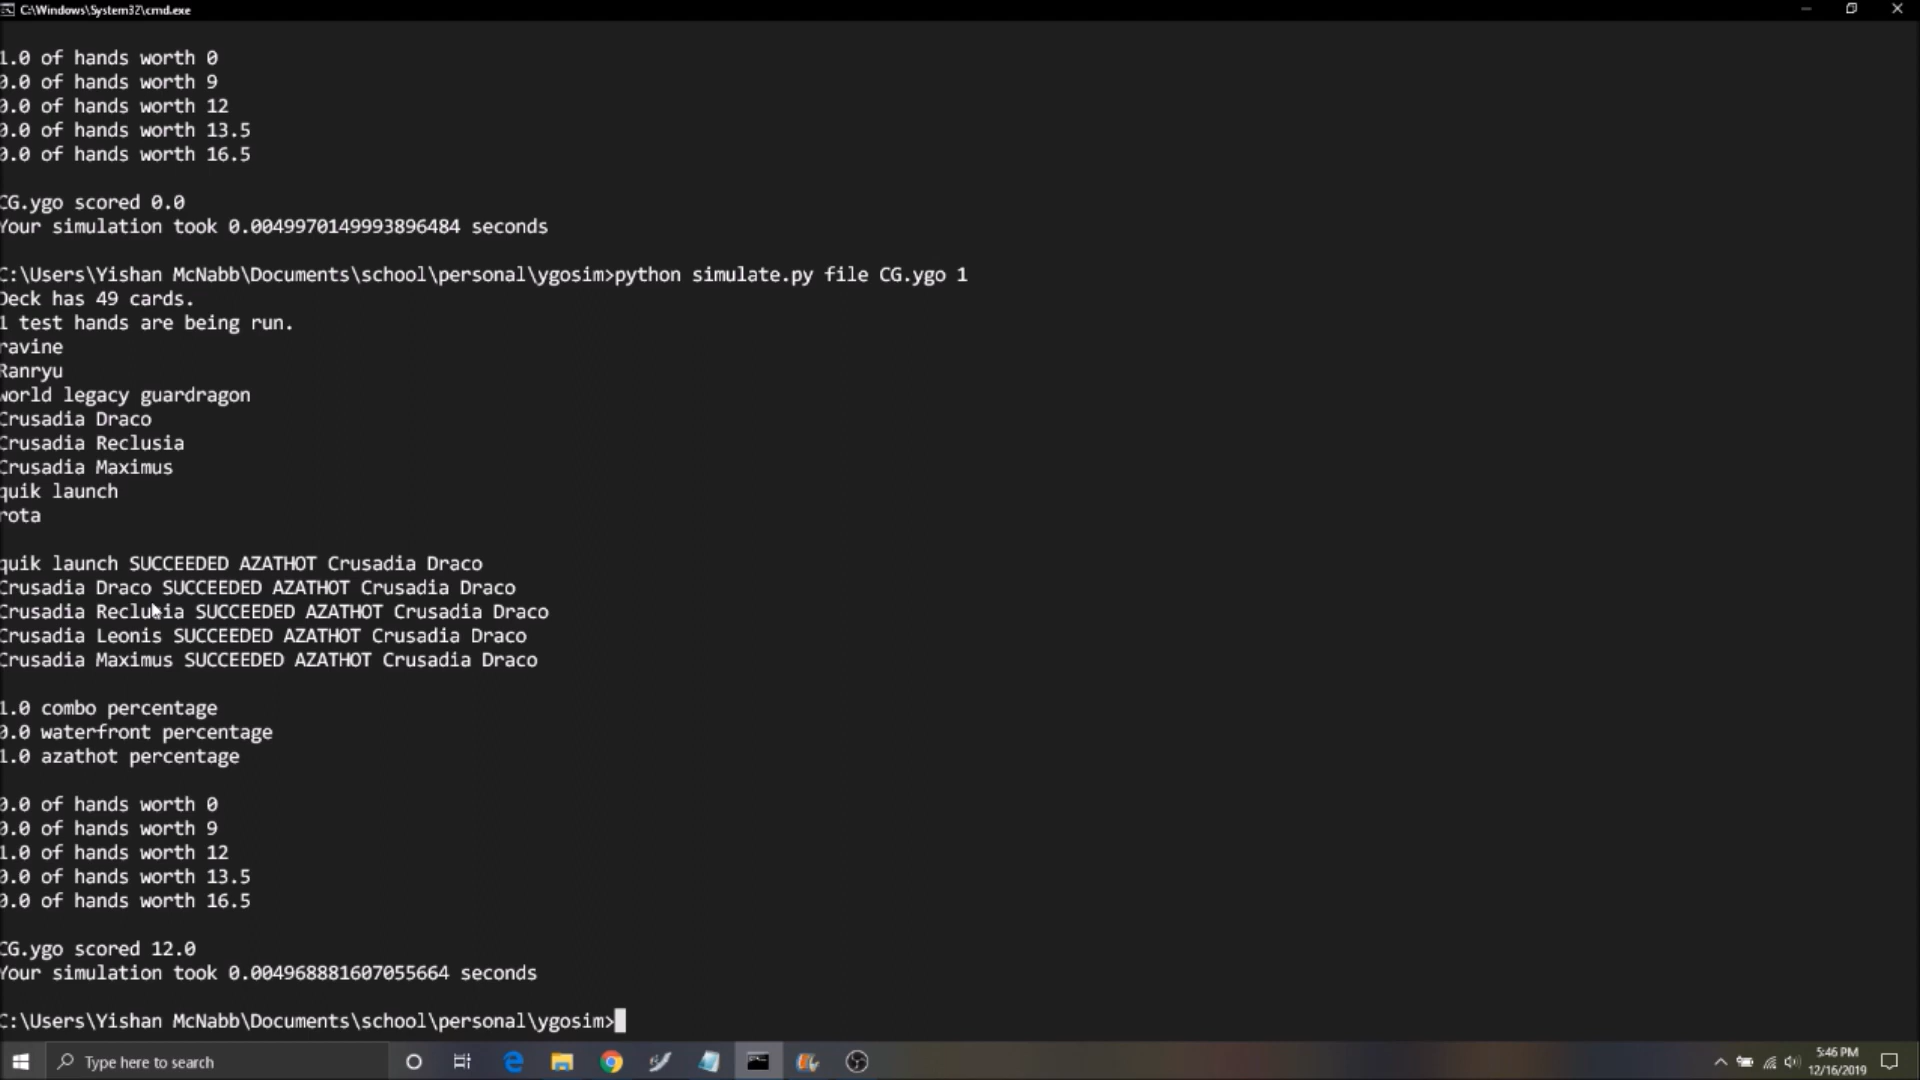 C:\Windows\System32\cmd.exe
1.0 of hands worth 0
0.0 of hands worth 9
0.0 of hands worth 12
0.0 of hands worth 13.5
0.0 of hands worth 16.5
CG.ygo scored 0.0
Your simulation took 0.0049970149993896484 seconds
C:\Users\Yishan McNabb\Documents\school\personal\ygosim>python simulate.py file CG.ygo 1
Deck has 49 cards.
1 test hands are being run.
ravine
Ranryu
world legacy guardragon
Crusadia Draco
Crusadia Reclusia
Crusadia Maximus
quik launch
rota
quik launch SUCCEEDED AZATHOT Crusadia Draco
Crusadia Draco SUCCEEDED AZATHOT Crusadia Draco
Crusadia Reclusia SUCCEEDED AZATHOT Crusadia Draco
Crusadia Leonis SUCCEEDED AZATHOT Crusadia Draco
Crusadia Maximus SUCCEEDED AZATHOT Crusadia Draco
1.0 combo percentage
0.0 waterfront percentage
1.0 azathot percentage
0.0 of hands worth 0
0.0 of hands worth 9
1.0 of hands worth 12
0.0 of hands worth 13.5
0.0 of hands worth 16.5
CG.ygo scored 12.0
Your simulation took 0.004968881607055664 seconds
C:\Users\Yishan McNabb\Documents\school\personal\ygosim>
Type here to search
5:46 PM
12/16/2019